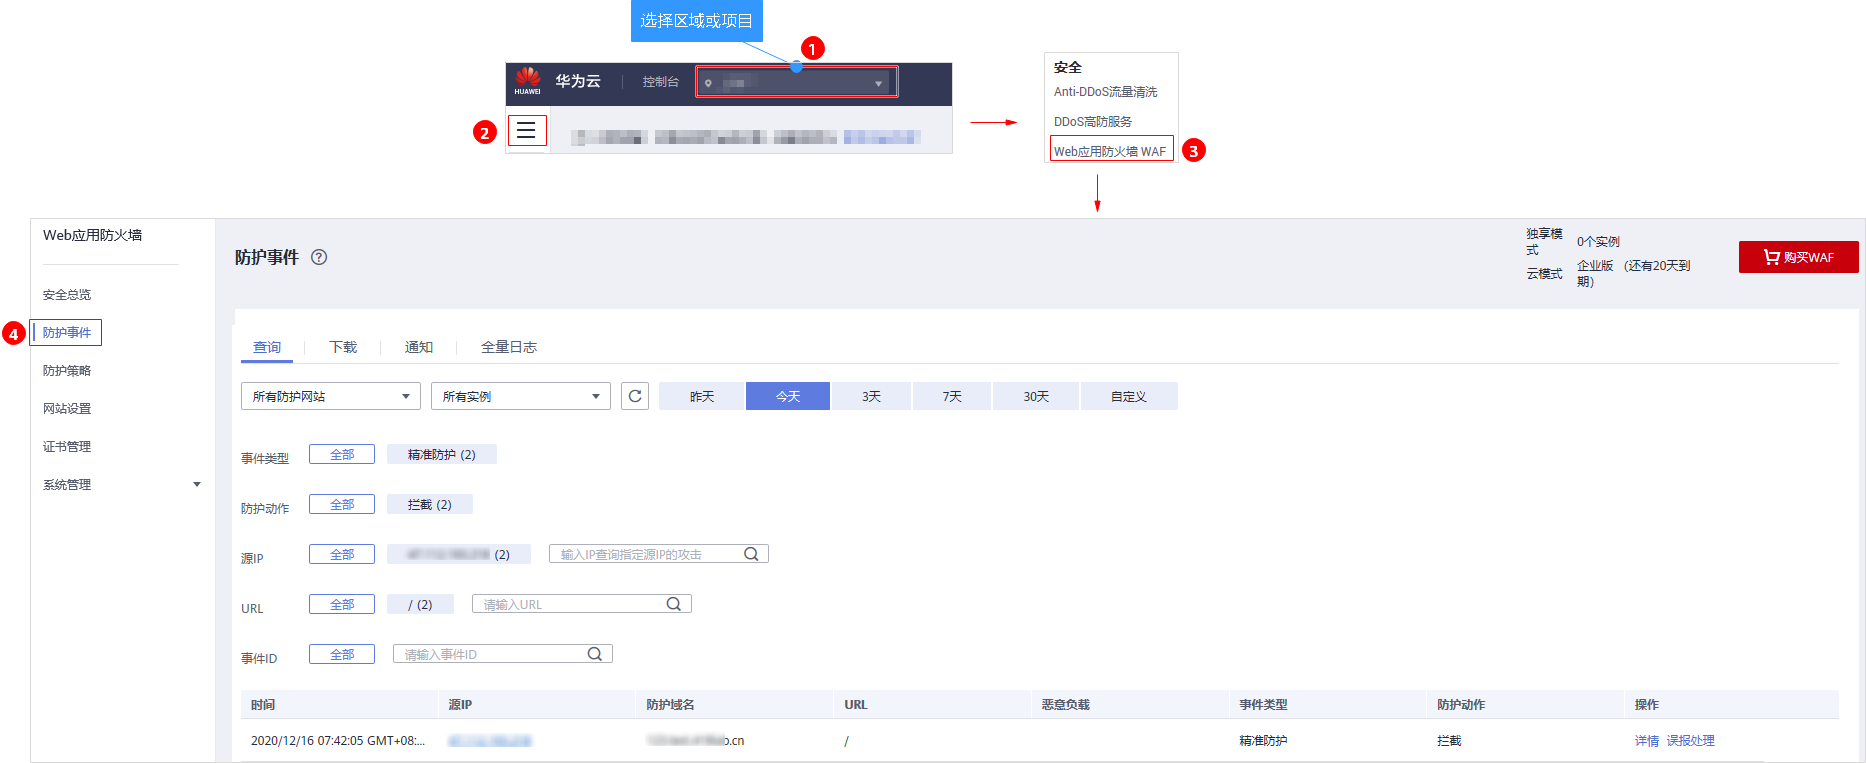 选择区域或项目
1
HUAWEI
华为云
控制台
2
安全
Anti-DDoS流量清洗
DDoS高防服务
Web应用防火墙 WAF
3
Web应用防火墙
安全总览
4
防护事件
防护策略
网站设置
证书管理
系统管理
防护事件 ?
独享模式
0个实例
云模式
企业版 （还有20天到期）
购买WAF
查询 下载 通知 全量日志
所有防护网站 所有实例 昨天 今天 3天 7天 30天 自定义
事件类型 全部 精准防护 (2)
防护动作 全部 拦截 (2)
源IP 全部 (2) 输入IP查询指定源IP的攻击
URL 全部 / (2) 请输入URL
事件ID 全部 请输入事件ID
时间 源IP 防护域名 URL 恶意负载 事件类型 防护动作 操作
2020/12/16 07:42:05 GMT+08:... .cn / 精准防护 拦截 详情 误报处理